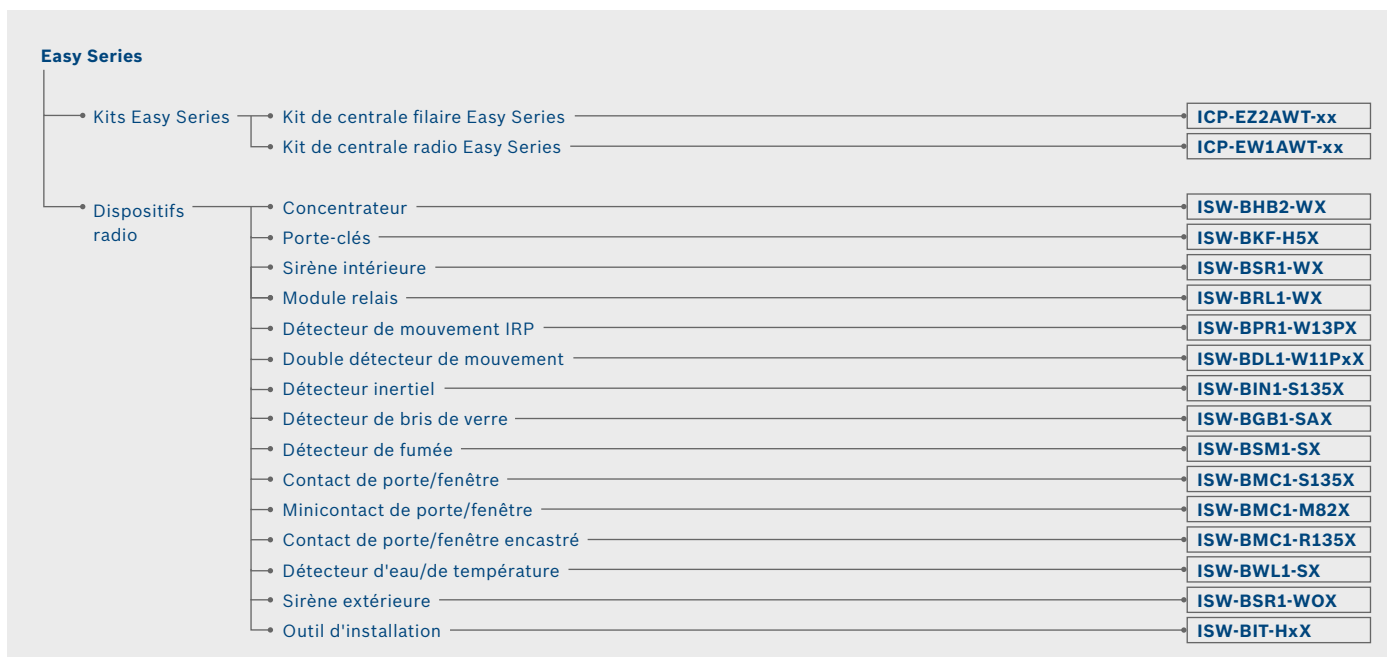 Easy Series
Kits Easy Series
Kit de centrale filaire Easy Series
ICP-EZ2AWT-xx
Kit de centrale radio Easy Series
ICP-EW1AWT-xx
Dispositifs
radio
Concentrateur
ISW-BHB2-WX
Porte-clés
ISW-BKF-H5X
Sirène intérieure
ISW-BSR1-WX
Module relais
ISW-BRL1-WX
Détecteur de mouvement IRP
ISW-BPR1-W13PX
Double détecteur de mouvement
ISW-BDL1-W11PxX
Détecteur inertiel
ISW-BIN1-S135X
Détecteur de bris de verre
ISW-BGB1-SAX
Détecteur de fumée
ISW-BSM1-SX
Contact de porte/fenêtre
ISW-BMC1-S135X
Minicontact de porte/fenêtre
ISW-BMC1-M82X
Contact de porte/fenêtre encastré
ISW-BMC1-R135X
Détecteur d'eau/de température
ISW-BWL1-SX
Sirène extérieure
ISW-BSR1-WOX
Outil d'installation
ISW-BIT-HxX